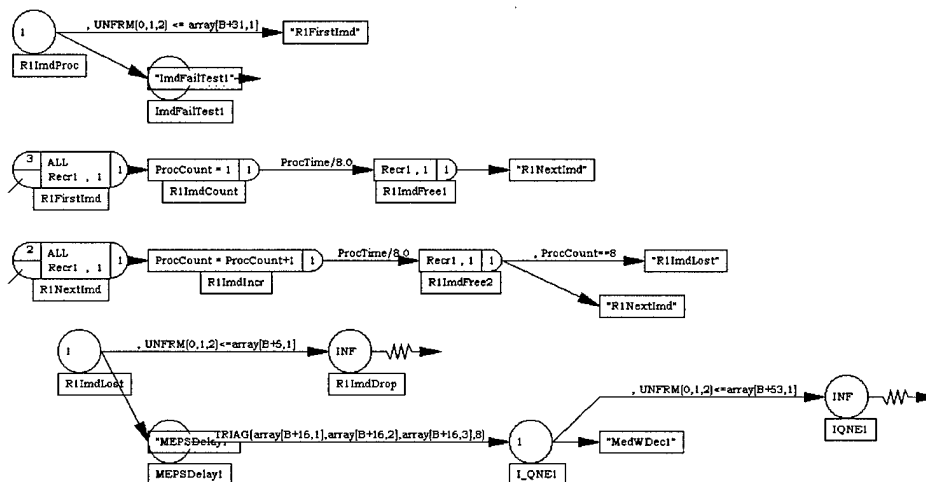 , UNFRM[0,1,2] <= array[B+31,1]
1
"R1FirstImd"
R1ImdProc
"ImdFailTest1"
ImdFailTest1
3
ALL
Recr1 , 1
1
ProcCount = 1
1
ProcTime/8.0
Recr1 , 1
1
"R1NextImd"
R1FirstImd
R1ImdCount
R1ImdFree1
2
ALL
Recr1 , 1
1
ProcCount = ProcCount+1
1
ProcTime/8.0
Recr1 , 1
1
, ProcCount==8
"R1ImdLost"
R1NextImd
R1ImdIncr
R1ImdFree2
"R1NextImd"
1
, UNFRM[0,1,2]<=array[B+5,1]
INF
R1ImdLost
R1ImdDrop
, UNFRM[0,1,2]<=array[B+53,1]
INF
IQNE1
"MEPSDelay1"
TRIAG[array[B+16,1],array[B+16,2],array[B+16,3],8]
1
"MedWDec1"
MEPSDelay1
I_QNE1